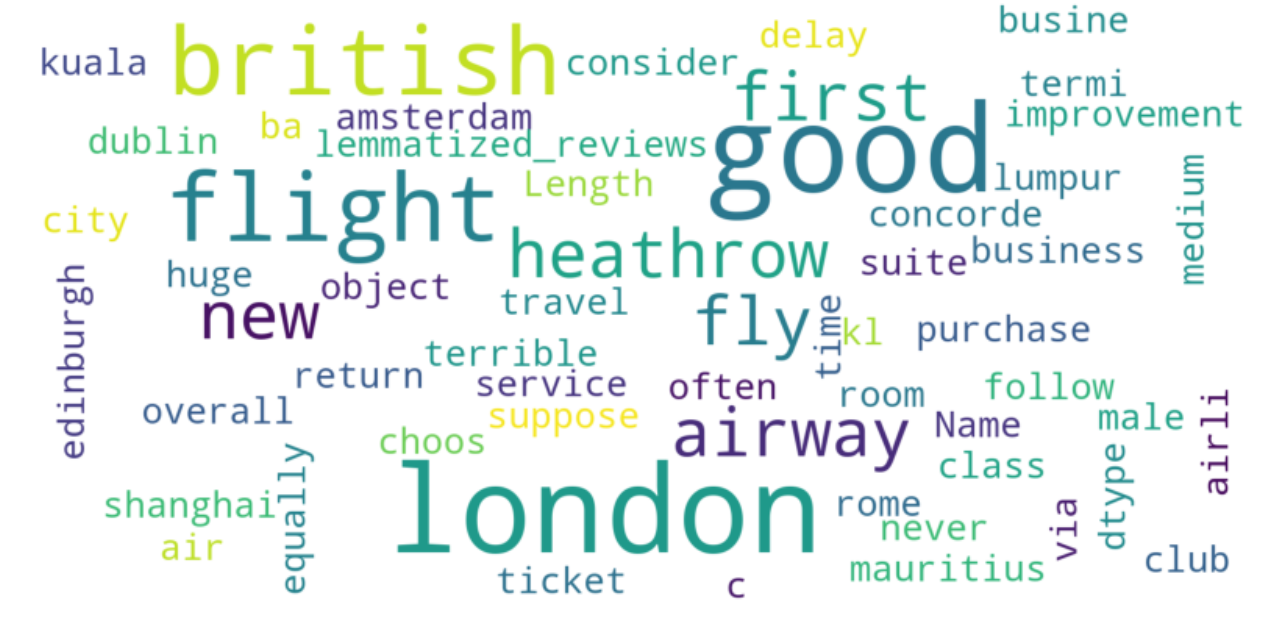 busine
british
kuala
consider
delay
first
termi
improvement
amsterdam
ba
dublin
lemmatized_reviews
good
flight
Length
lumpur
medium
city
concorde
heathrow
suite
business
huge
object
new
travel
fly
time
kl
purchase
edinburgh
terrible
return
service
often
room
follow
overall
suppose
airway
Name
male
airli
choos
class
london
equally
shanghai
rome
never
via
dtype
air
mauritius
club
ticket
c